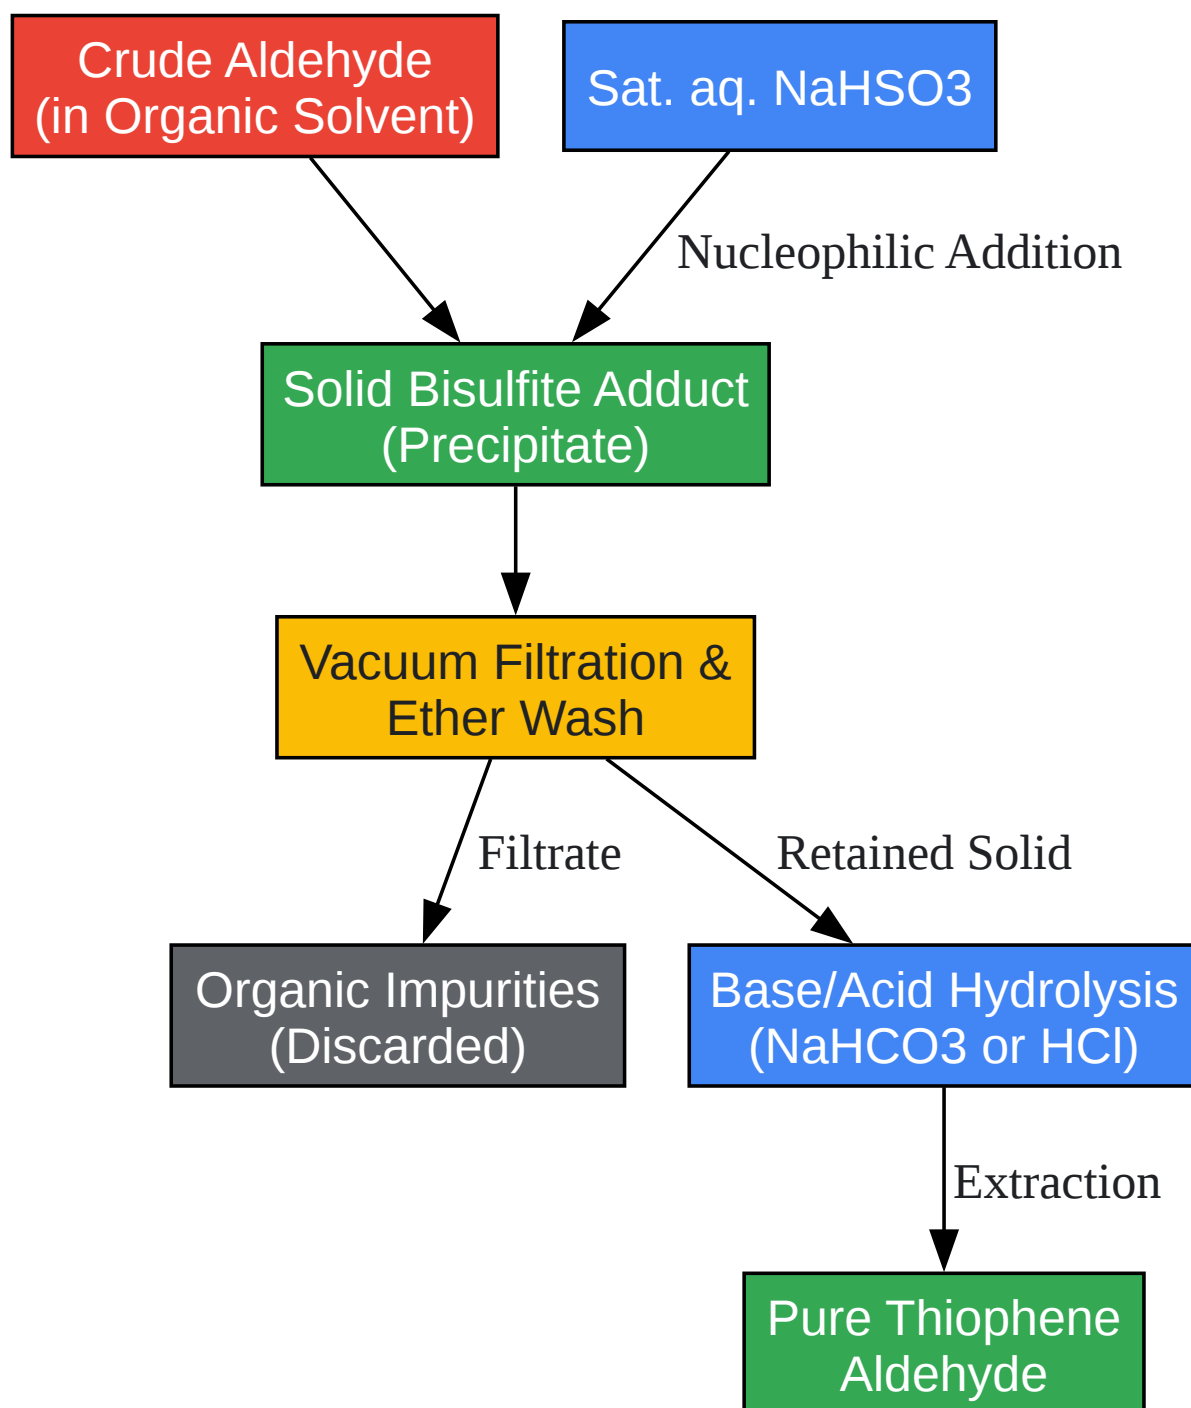 Crude Aldehyde
(in Organic Solvent)
Sat. aq. NaHSO3
Nucleophilic Addition
Solid Bisulfite Adduct
(Precipitate)
Vacuum Filtration &
Ether Wash
Filtrate
Retained Solid
Organic Impurities
(Discarded)
Base/Acid Hydrolysis
(NaHCO3 or HCl)
Extraction
Pure Thiophene
Aldehyde